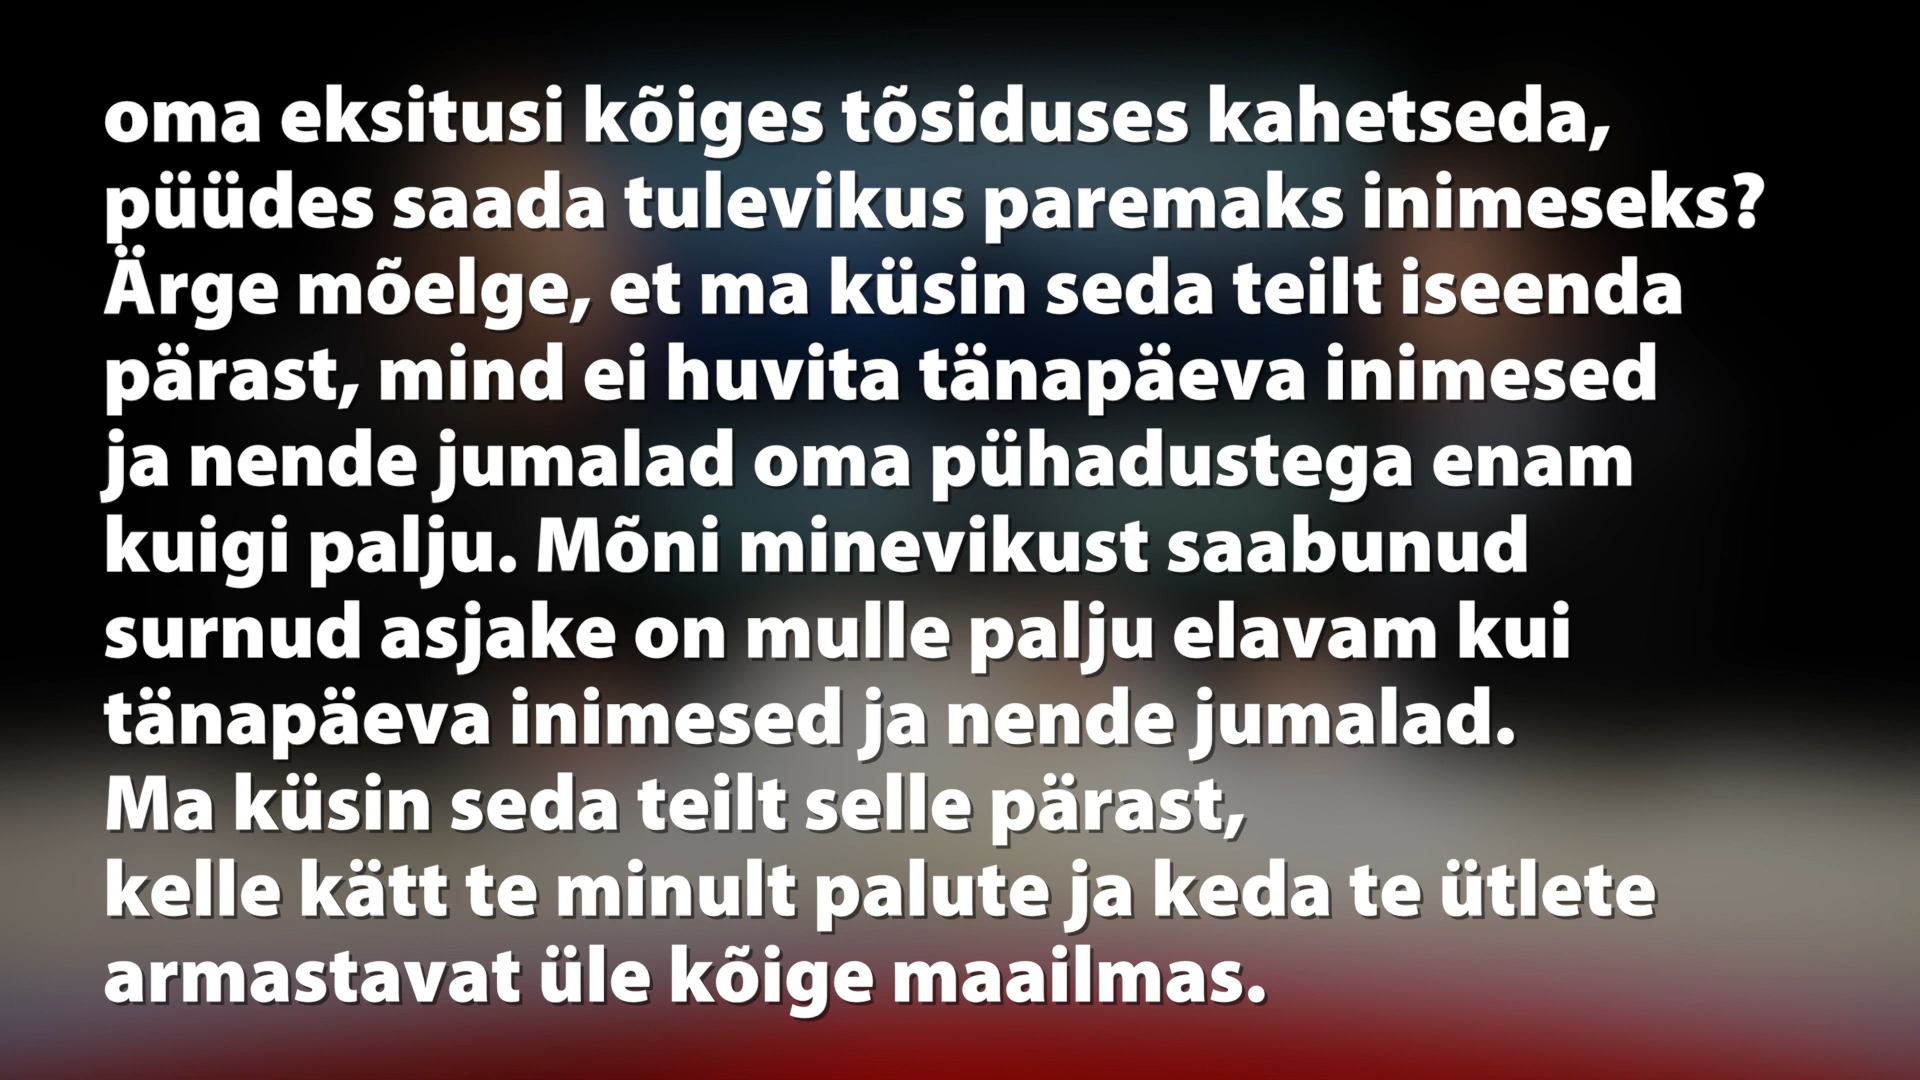 oma eksitusi kõiges tõsiduses kahetseda,
püüdes saada tulevikus paremaks inimeseks?
Ärge mõelge, et ma küsin seda teilt iseenda
pärast, mind ei huvita tänapäeva inimesed
ja nende jumalad oma pühadustega enam
kuigi palju. Mõni minevikust saabunud
surnud asjake on mulle palju elavam kui
tänapäeva inimesed ja nende jumalad.
Ma küsin seda teilt selle pärast,
kelle kätt te minult palute ja keda te ütlete
armastavat üle kõige maailmas.